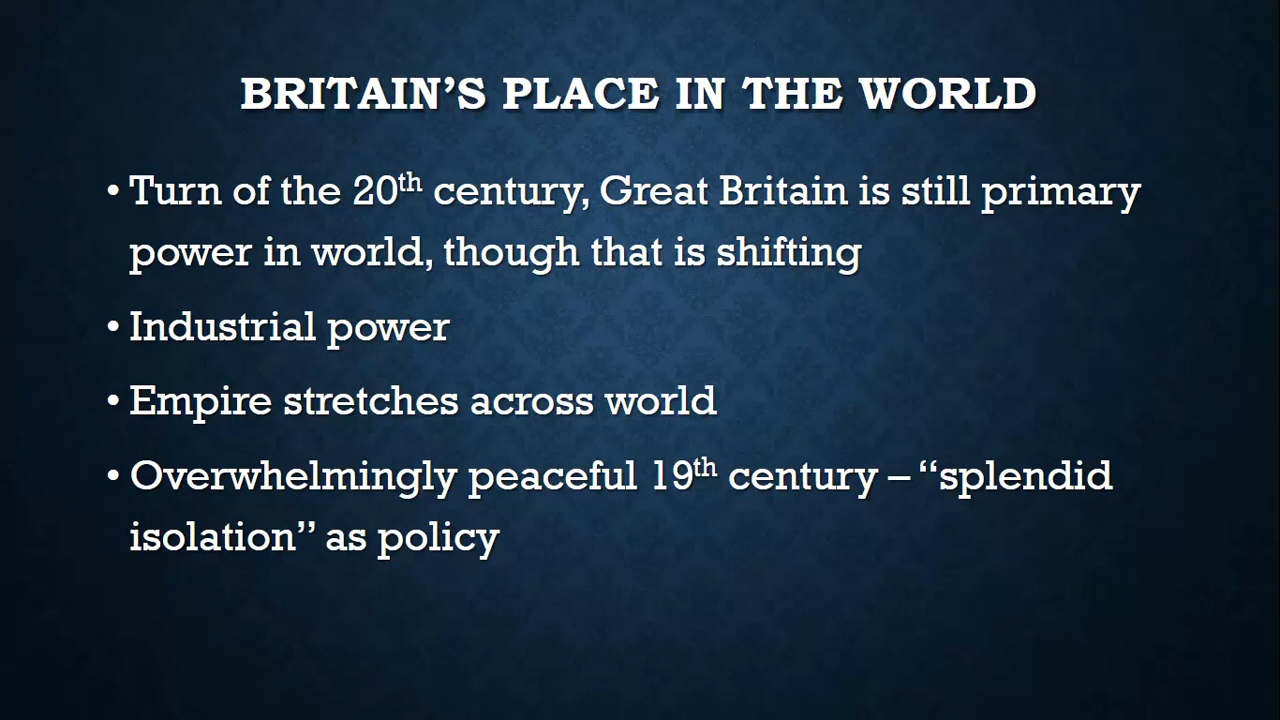 BRITAIN’S PLACE IN THE WORLD
• Turn of the 20th century, Great Britain is still primary
power in world, though that is shifting
• Industrial power
• Empire stretches across world
• Overwhelmingly peaceful 19th century – “splendid
isolation” as policy